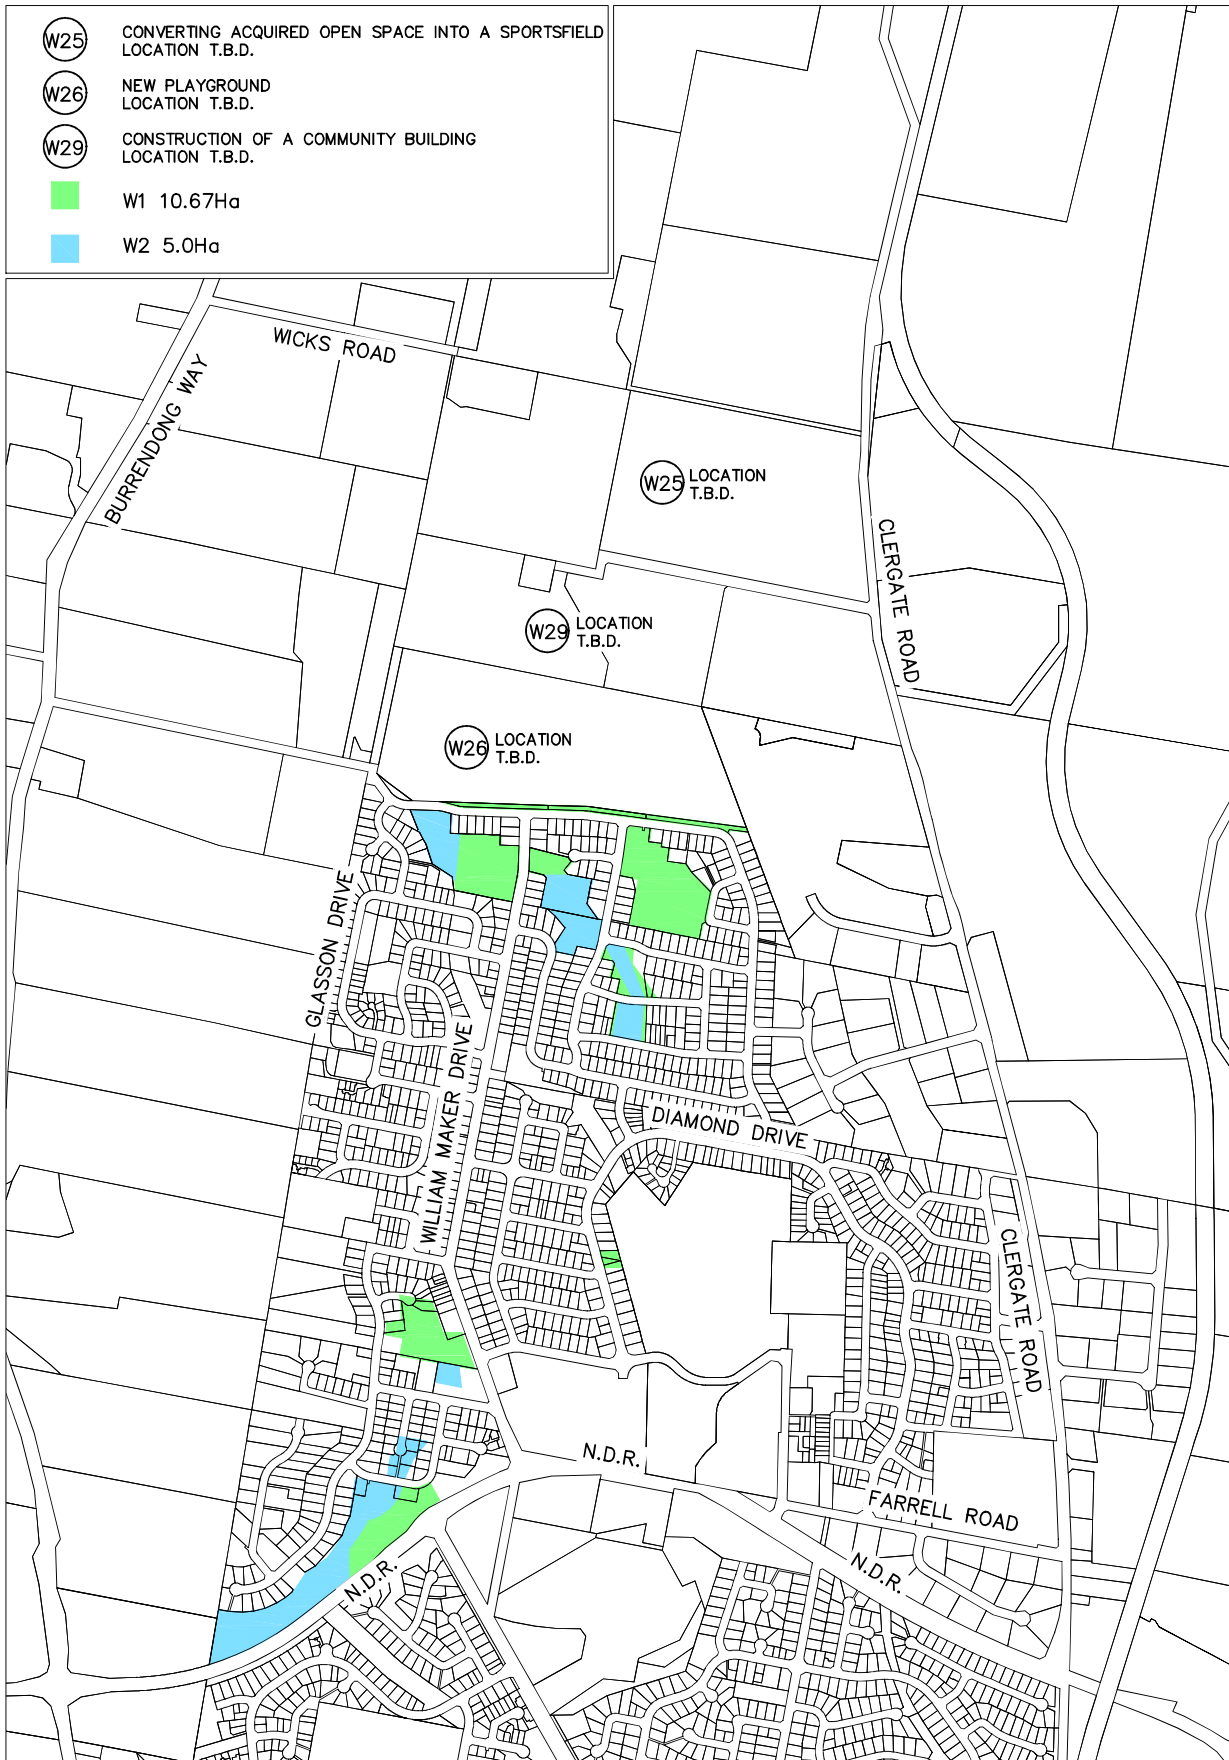 W25 CONVERTING ACQUIRED OPEN SPACE INTO A SPORTSFIELD
LOCATION T.B.D.
W26 NEW PLAYGROUND
LOCATION T.B.D.
W29 CONSTRUCTION OF A COMMUNITY BUILDING
LOCATION T.B.D.
W1 10.67Ha
W2 5.0Ha
WICKS ROAD
BURRENDONG WAY
W25 LOCATION
T.B.D.
CLERGATE ROAD
W29 LOCATION
T.B.D.
W26 LOCATION
T.B.D.
GLASSON DRIVE
WILLIAM MAKER DRIVE
DIAMOND DRIVE
CLERGATE ROAD
N.D.R.
FARRELL ROAD
N.D.R.
N.D.R.